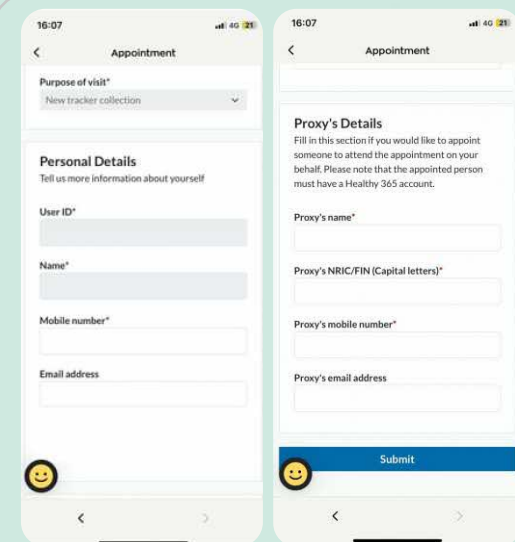 16:07
4G 21
Appointment
Purpose of visit*
New tracker collection
Personal Details
Tell us more information about yourself
User ID*
Name*
Mobile number*
Email address
16:07
4G 21
Appointment
Proxy's Details
Fill in this section if you would like to appoint
someone to attend the appointment on your
behalf. Please note that the appointed person
must have a Healthy 365 account.
Proxy's name*
Proxy's NRIC/FIN (Capital letters)*
Proxy's mobile number*
Proxy's email address
Submit